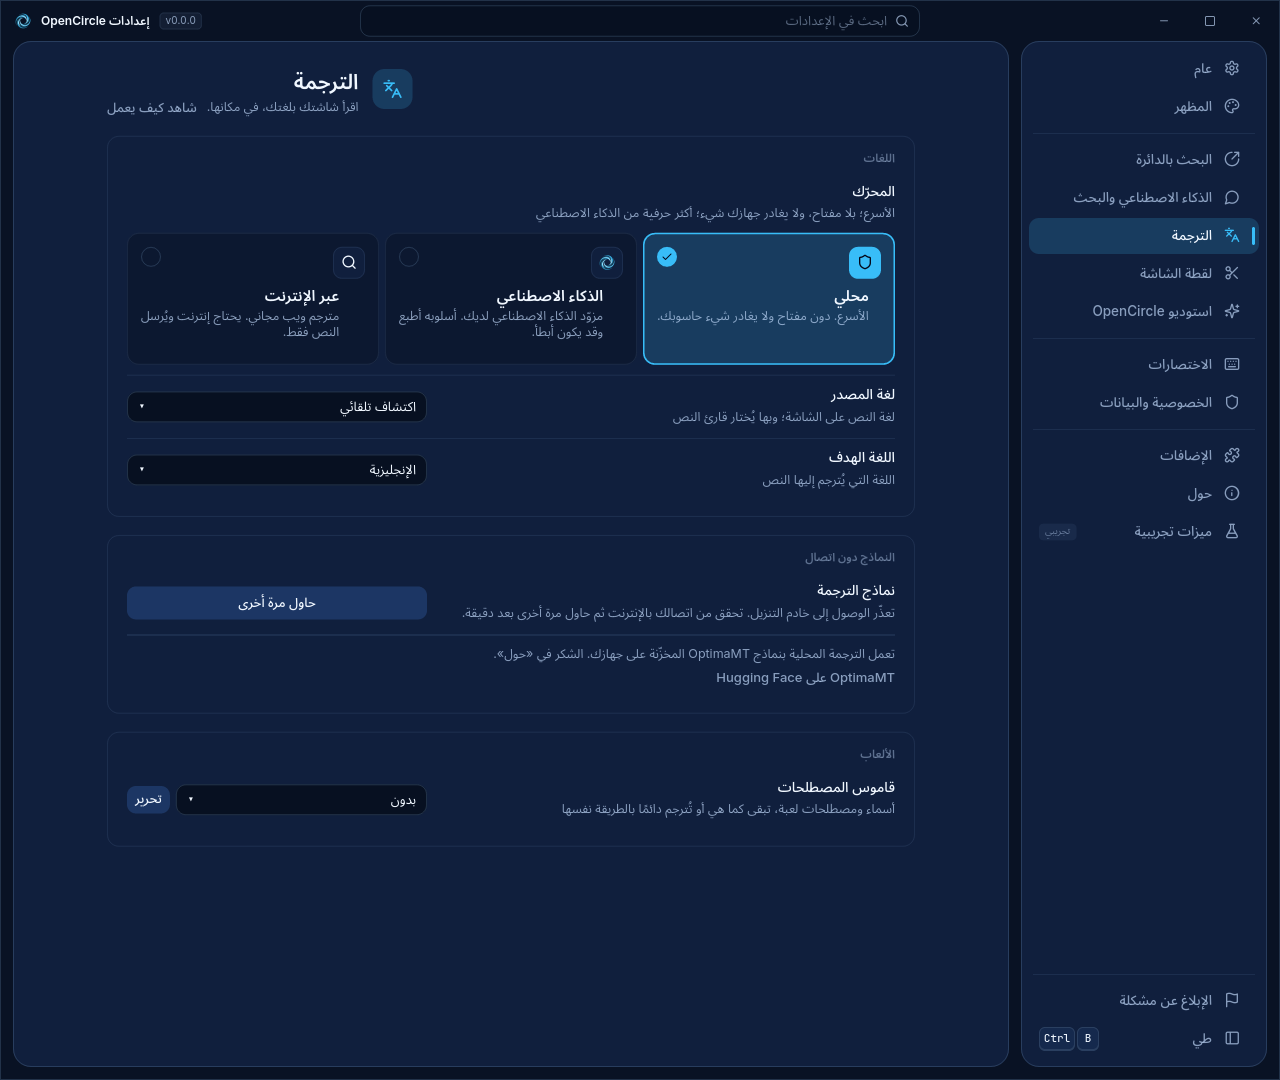 إعدادات OpenCircle
v0.0.0
ابحث في الإعدادات
عام
المظهر
البحث بالدائرة
الذكاء الاصطناعي والبحث
الترجمة
لقطة الشاشة
استوديو OpenCircle
الاختصارات
الخصوصية والبيانات
الإضافات
حول
ميزات تجريبية
تجريبي
الإبلاغ عن مشكلة
طي
Ctrl B
الترجمة
اقرأ شاشتك بلغتك، في مكانها. شاهد كيف يعمل
اللغات
المحرّك
الأسرع؛ بلا مفتاح، ولا يغادر جهازك شيء؛ أكثر حرفية من الذكاء الاصطناعي
محلي
الأسرع. دون مفتاح ولا يغادر شيء حاسوبك.
الذكاء الاصطناعي
مزوّد الذكاء الاصطناعي لديك. أسلوبه أطبع
وقد يكون أبطأ.
عبر الإنترنت
مترجم ويب مجاني. يحتاج إنترنت ويُرسل
النص فقط.
لغة المصدر
لغة النص على الشاشة؛ وبها يُختار قارئ النص
اكتشاف تلقائي
اللغة الهدف
اللغة التي يُترجم إليها النص
الإنجليزية
النماذج دون اتصال
نماذج الترجمة
تعذّر الوصول إلى خادم التنزيل. تحقق من اتصالك بالإنترنت ثم حاول مرة أخرى بعد دقيقة.
حاول مرة أخرى
تعمل الترجمة المحلية بنماذج OptimaMT المخزّنة على جهازك. الشكر في «حول».
OptimaMT على Hugging Face
الألعاب
قاموس المصطلحات
أسماء ومصطلحات لعبة، تبقى كما هي أو تُترجم دائمًا بالطريقة نفسها
بدون
تحرير